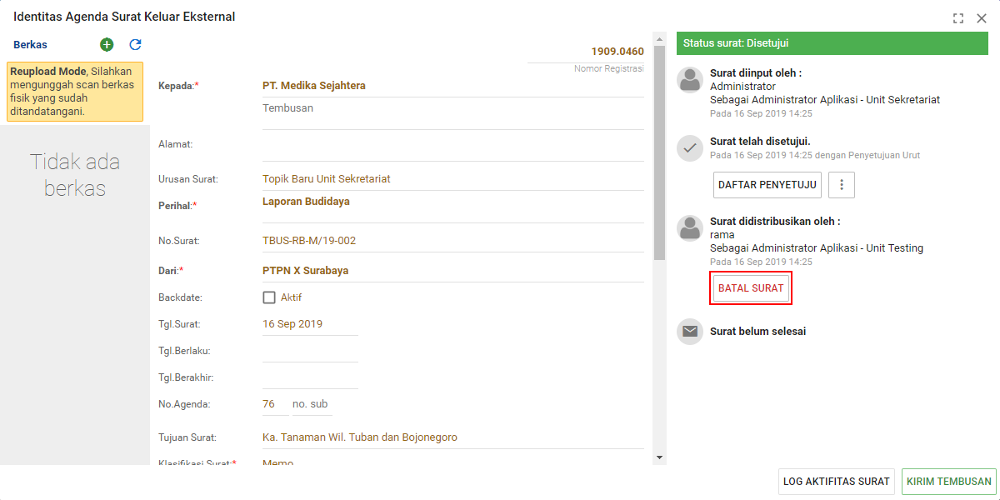 Identitas Agenda Surat Keluar Eksternal
Berkas
Reupload Mode, Silahkan
mengunggah scan berkas
fisik yang sudah
ditandatangani.
Tidak ada
berkas
1909.0460
Nomor Registrasi
Kepada:* PT. Medika Sejahtera
Tembusan
Alamat:
Urusan Surat: Topik Baru Unit Sekretariat
Perihal:* Laporan Budidaya
No.Surat: TBUS-RB-M/19-002
Dari:* PTPN X Surabaya
Backdate: Aktif
Tgl.Surat: 16 Sep 2019
Tgl.Berlaku:
Tgl.Berakhir:
No.Agenda: 76 no. sub
Tujuan Surat: Ka. Tanaman Wil. Tuban dan Bojonegoro
Klasifikasi Surat:* Memo
Status surat: Disetujui
Surat diinput oleh :
Administrator
Sebagai Administrator Aplikasi - Unit Sekretariat
Pada 16 Sep 2019 14:25
Surat telah disetujui.
Pada 16 Sep 2019 14:25 dengan Penyetujuan Urut
DAFTAR PENYETUJU
Surat didistribusikan oleh :
rama
Sebagai Administrator Aplikasi - Unit Testing
Pada 16 Sep 2019 14:25
BATAL SURAT
Surat belum selesai
LOG AKTIFITAS SURAT
KIRIM TEMBUSAN